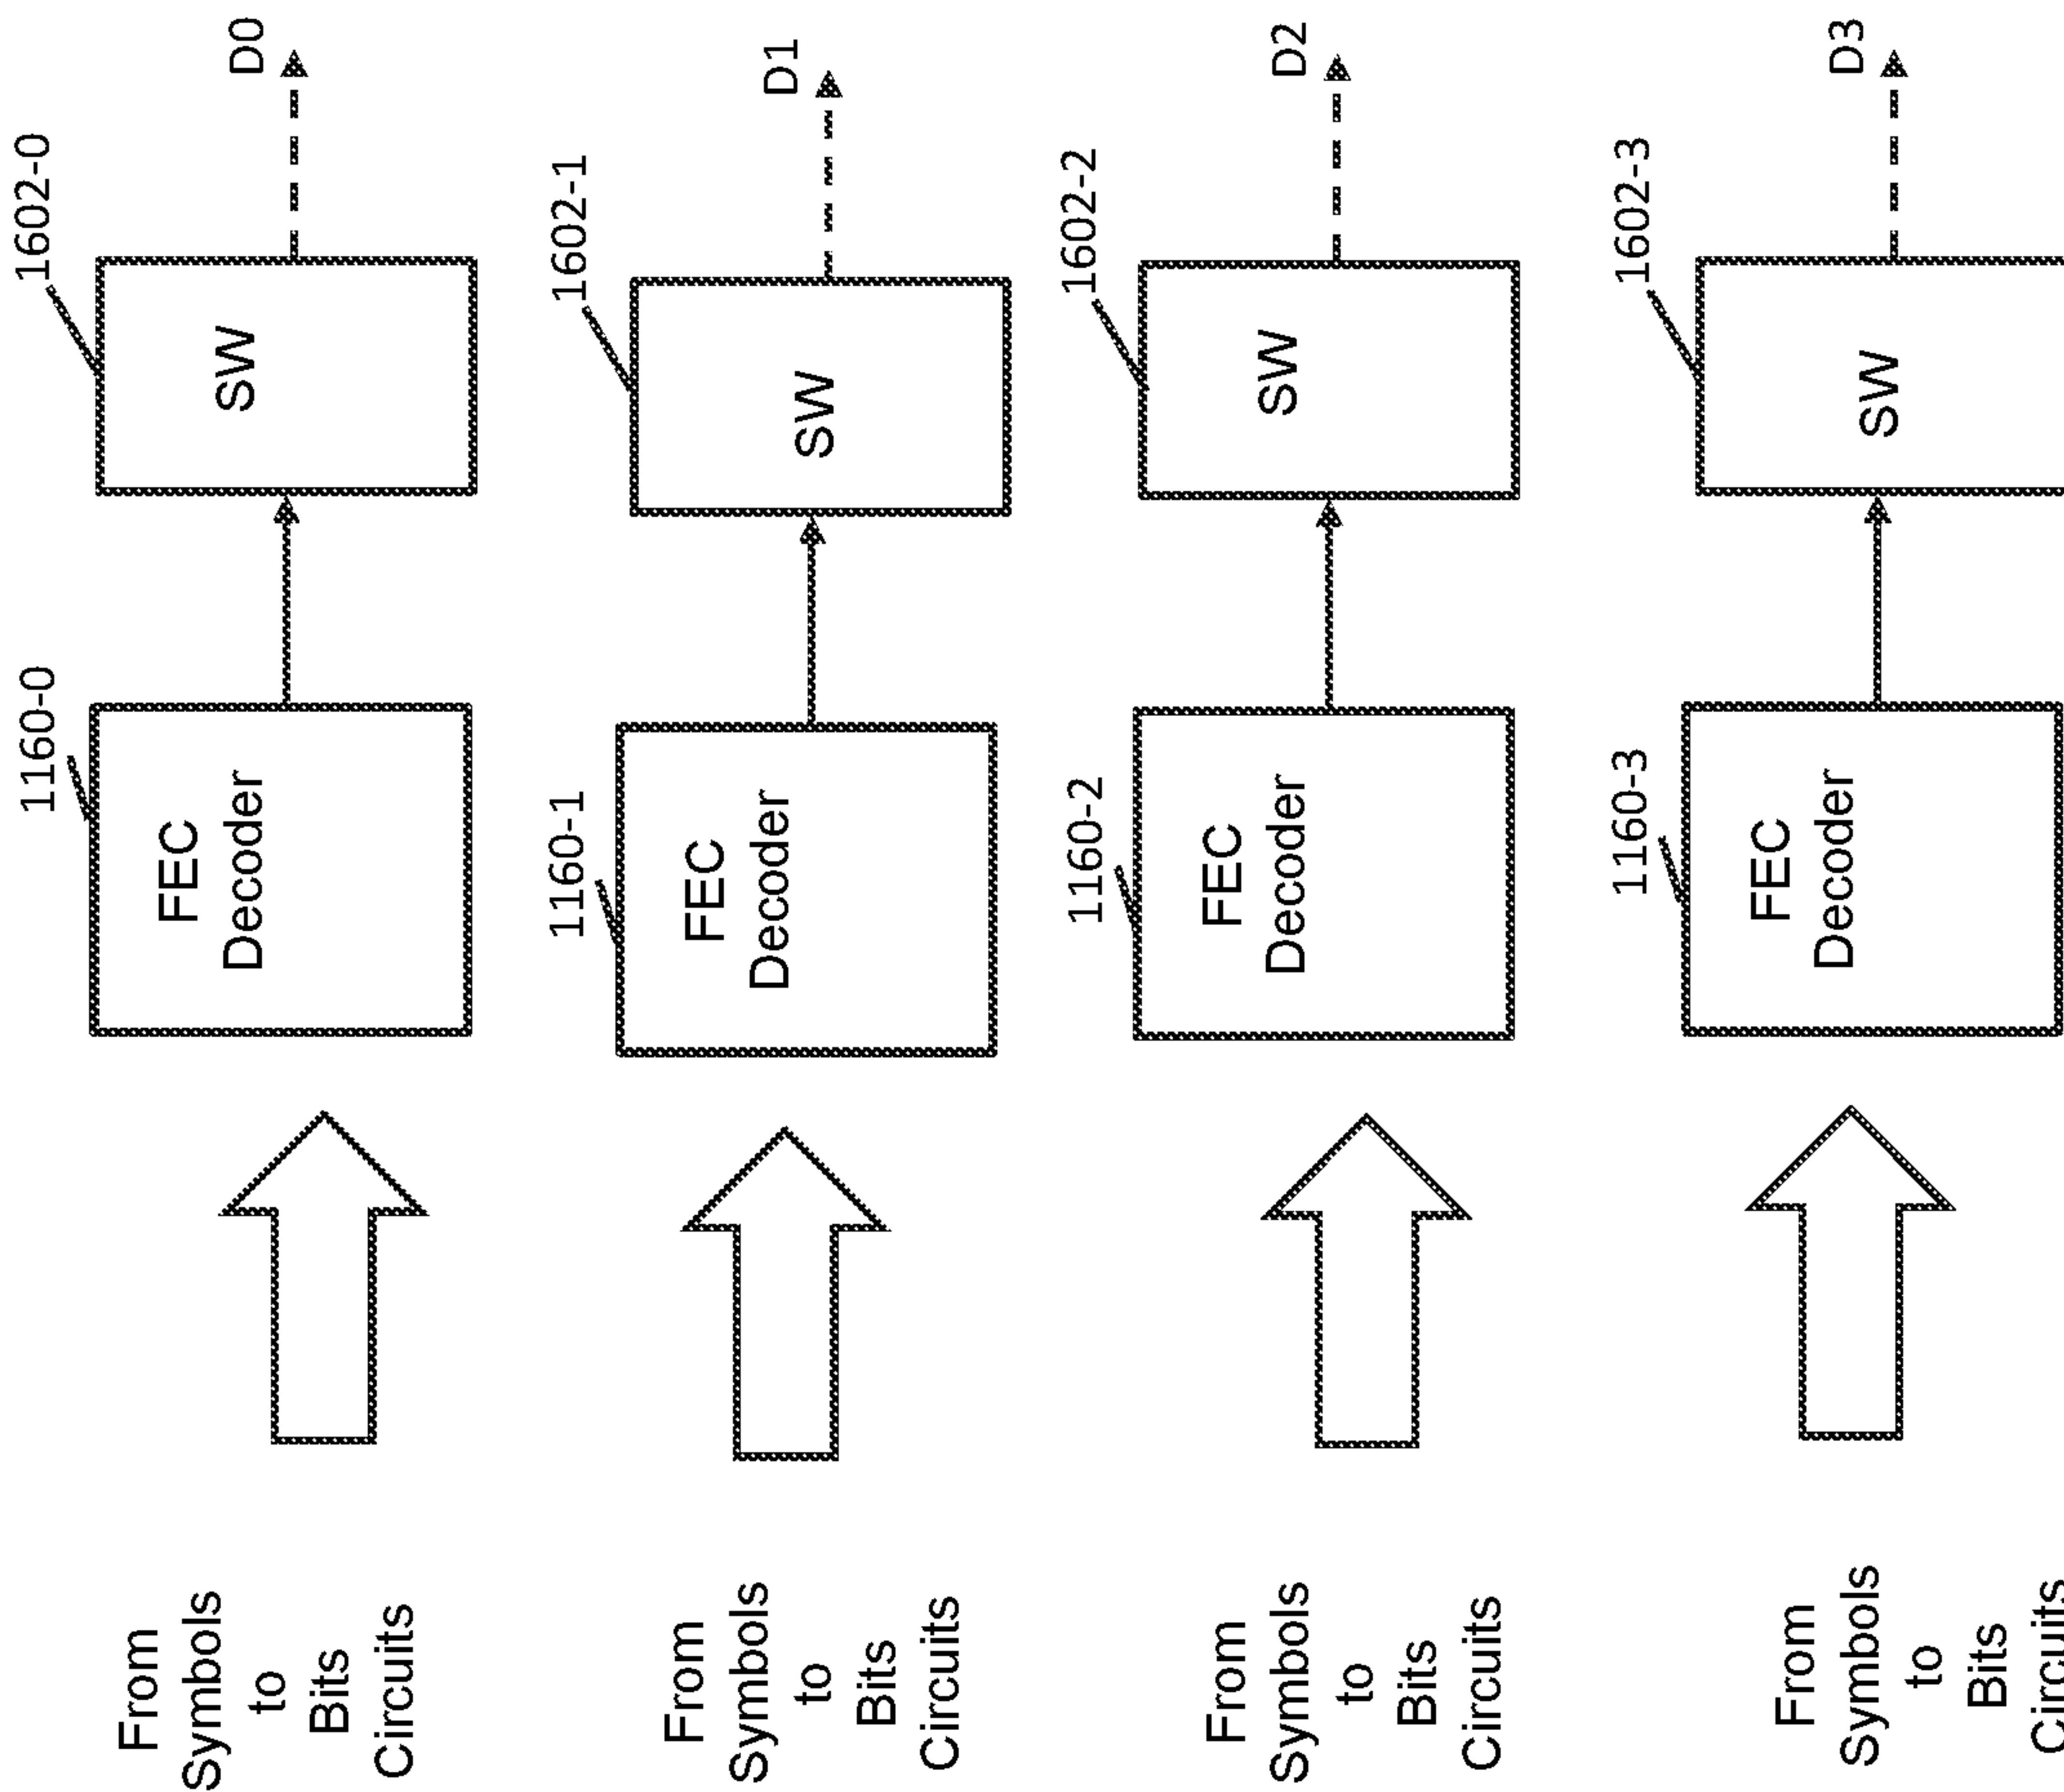 1160-0
1602-0
D0
From
Symbols
to
Bits
Circuits
FEC
Decoder
SW
1160-1
1602-1
D1
From
Symbols
to
Bits
Circuits
FEC
Decoder
SW
1160-2
1602-2
D2
From
Symbols
to
Bits
Circuits
FEC
Decoder
SW
1160-3
1602-3
D3
From
Symbols
to
Bits
Circuits
FEC
Decoder
SW